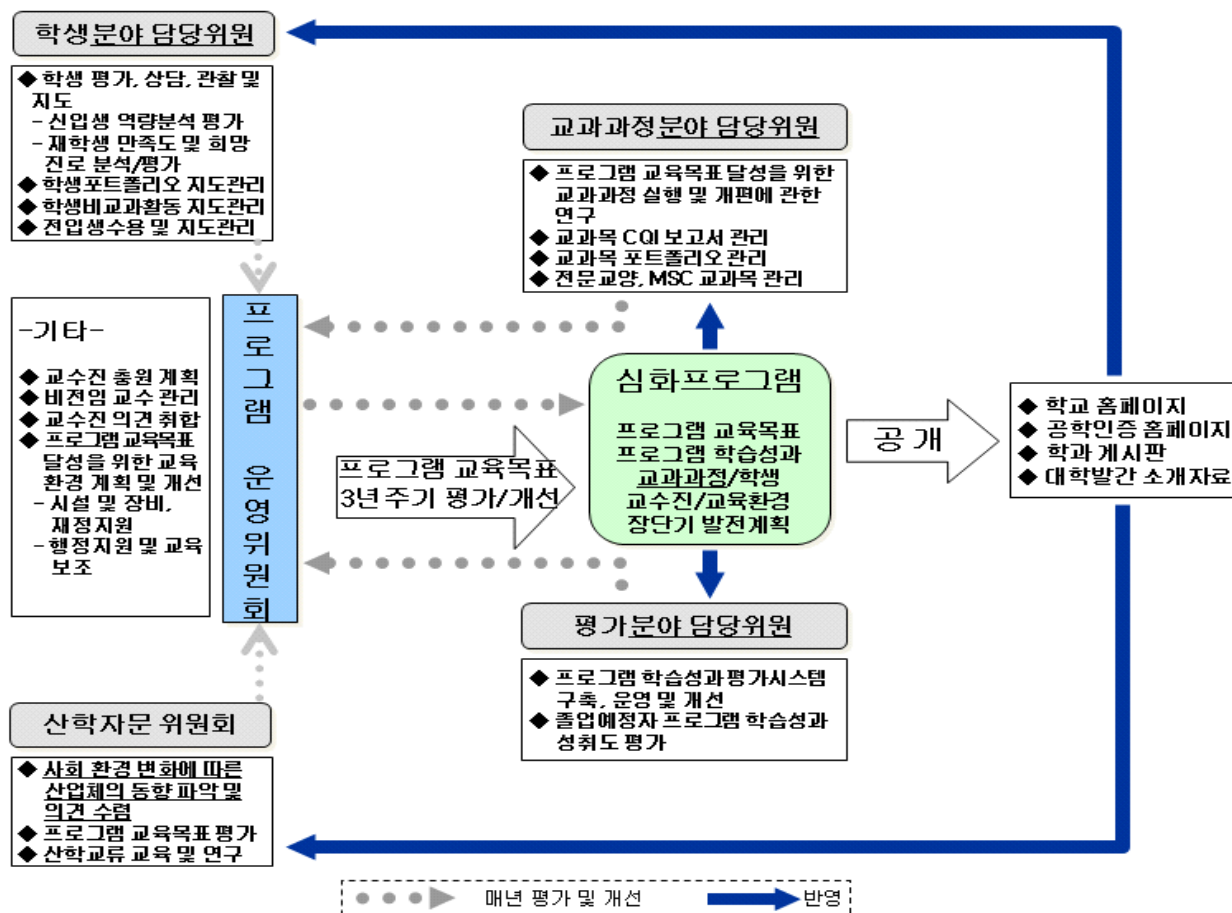 학생분야 담당위원
◆ 학생 평가, 상담, 관찰 및
지도
- 신입생 역량분석 평가
- 재학생 만족도 및 희망
진로 분석/평가
◆ 학생포트폴리오 지도관리
◆ 학생비교과활동 지도관리
◆ 전입생수용 및 지도관리
교과과정분야 담당위원
◆ 프로그램 교육목표 달성을 위한
교과과정 실행 및 개편에 관한
연구
◆ 교과목 CQI 보고서 관리
◆ 교과목 포트폴리오 관리
◆ 전문교양, MSC 교과목 관리
-기타-
◆ 교수진 충원 계획
◆ 비전임 교수 관리
◆ 교수진 의견 취합
◆ 프로그램 교육목표
달성을 위한 교육
환경 계획 및 개선
- 시설 및 장비,
재정지원
- 행정지원 및 교육
보조
프로그램 운영위원회
프로그램 교육목표
3년 주기 평가/개선
심화프로그램
프로그램 교육목표
프로그램 학습성과
교과과정/학생
교수진/교육환경
장단기 발전계획
공개
◆ 학교 홈페이지
◆ 공학인증 홈페이지
◆ 학과 게시판
◆ 대학발간 소개자료
평가분야 담당위원
◆ 프로그램 학습성과 평가시스템
구축, 운영 및 개선
◆ 졸업예정자 프로그램 학습성과
성취도 평가
산학자문 위원회
◆ 사회 환경 변화에 따른
산업체의 동향 파악 및
의견 수렴
◆ 프로그램 교육목표 평가
◆ 산학교류 교육 및 연구
매년 평가 및 개선
반영